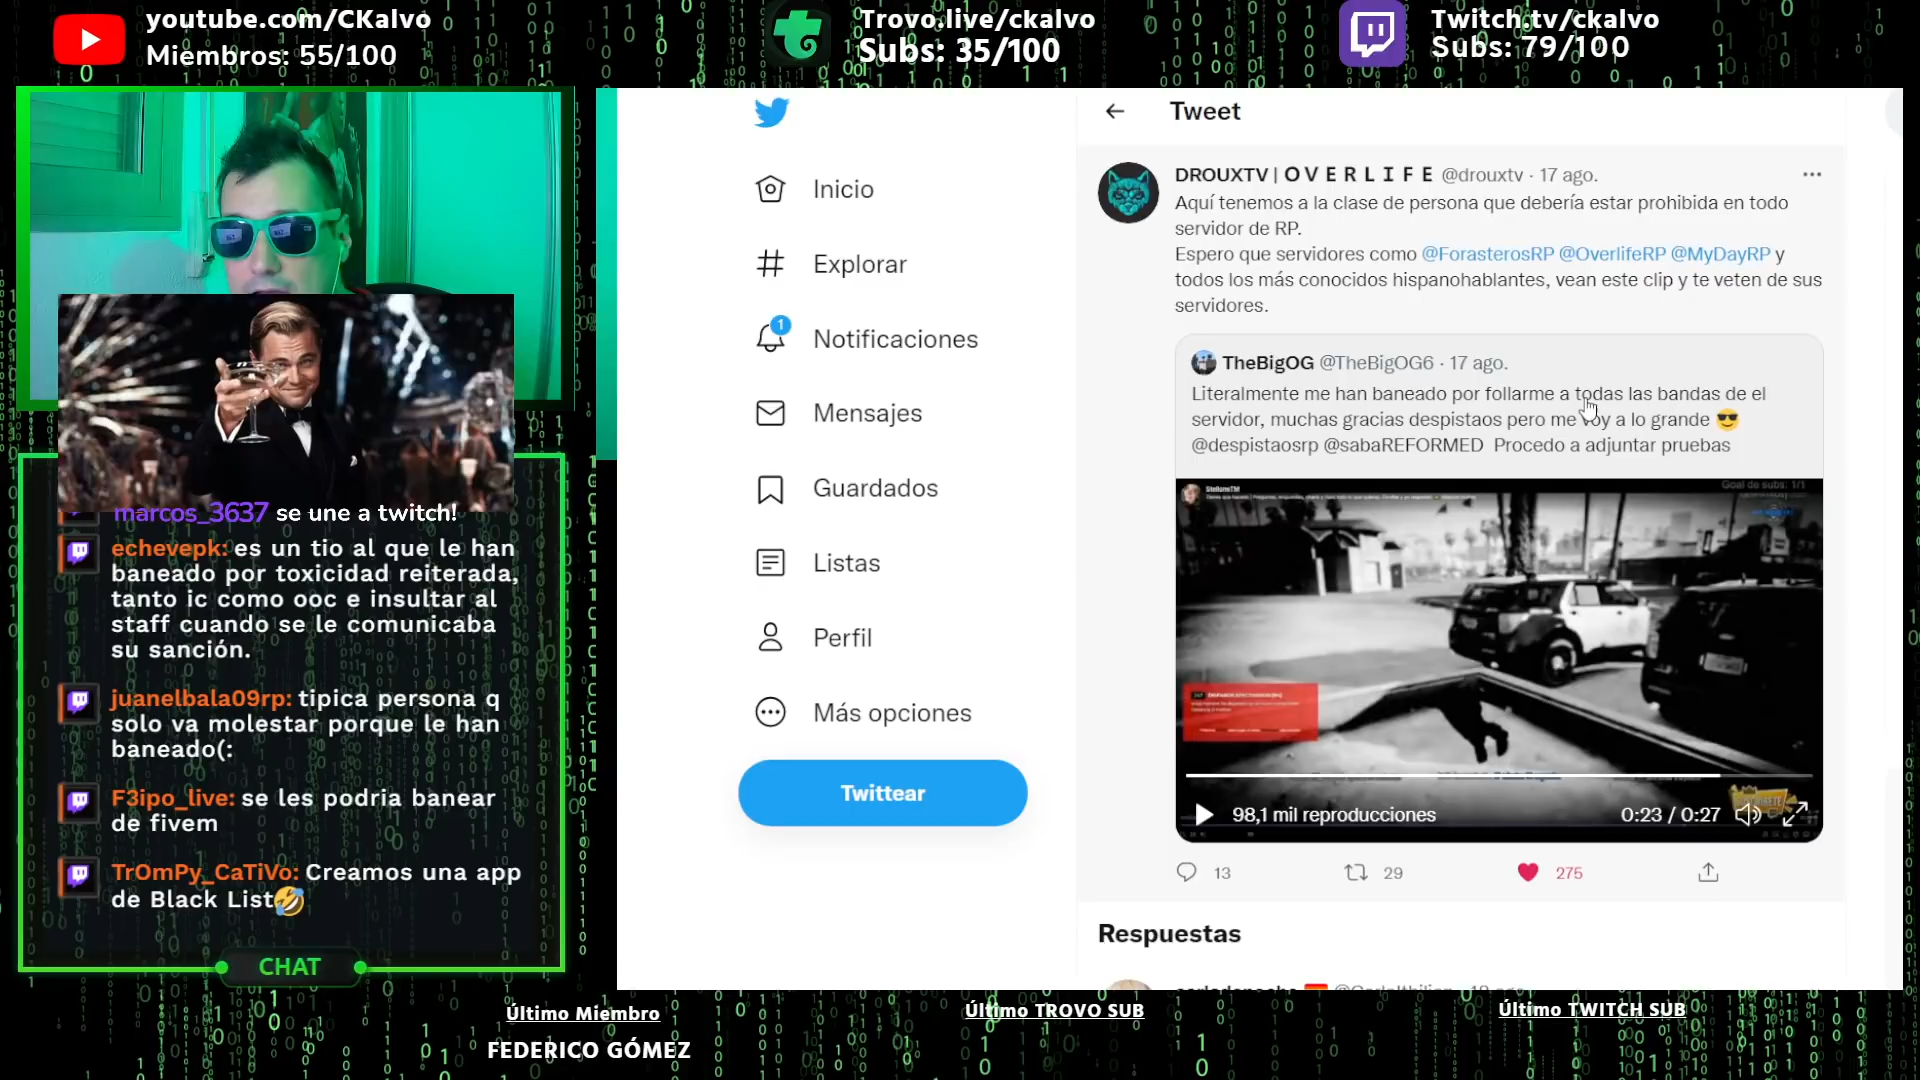 youtube.com/CKalvo
Miembros: 55/100
Trovo.live/ckalvo
Subs: 35/100
Twitch.tv/ckalvo
Subs: 79/100
marcos_3637 se une a twitch!
echevepk: es un tio al que le han
baneado por toxicidad reiterada,
tanto ic como ooc e insultar al
staff cuando se le comunicaba
su sanción.
juanelbala09rp: tipica persona q
solo va molestar porque le han
baneado(:
F3ipo_live: se les podria banear
de fivem
TrOmPy_CaTiVo: Creamos una app
de Black List🤣
CHAT
Inicio
Explorar
1
Notificaciones
Mensajes
Guardados
Listas
Perfil
Más opciones
Twittear
Tweet
DROUXTV | O V E R L I F E @drouxtv · 17 ago.
Aquí tenemos a la clase de persona que debería estar prohibida en todo
servidor de RP.
Espero que servidores como @ForasterosRP @OverlifeRP @MyDayRP y
todos los más conocidos hispanohablantes, vean este clip y te veten de sus
servidores.
TheBigOG @TheBigOG6 · 17 ago.
Literalmente me han baneado por follarme a todas las bandas de el
servidor, muchas gracias despistaos pero me voy a lo grande 😎
@despistaosrp @sabaREFORMED Procedo a adjuntar pruebas
Goal de subs: 1/1
98,1 mil reproducciones
0:23 / 0:27
13
29
275
Respuestas
Último Miembro
FEDERICO GÓMEZ
Último TROVO SUB
Último TWITCH SUB